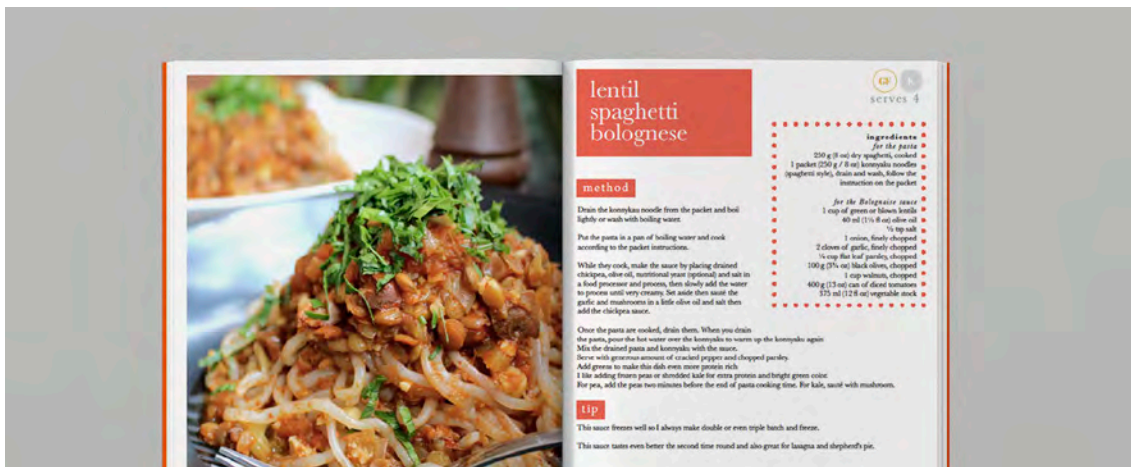 lentil
spaghetti
bolognese
GF
serves 4
ingredients
for the pasta
250 g (8 oz) dry spaghetti, cooked
1 packet (250 g / 8 oz) konnyaku noodles
(spaghetti style), drain and wash, follow the
instruction on the packet
for the Bolognaise sauce
1 cup of green or blown lentils
40 ml (1⅓ fl oz) olive oil
½ tsp salt
1 onion, finely chopped
2 cloves of garlic, finely chopped
cup flat leaf parsley, chopped
100 g (3¾ oz) black olives, chopped
1 cup walnuts, chopped
400 g (13 oz) can of diced tomatoes
375 ml (12 fl oz) vegetable stock
method
Drain the konnykau noodle from the packet and boil
lightly or wash with boiling water.
Put the pasta in a pan of boiling water and cook
according to the packet instructions.
While they cook, make the sauce by placing drained
chickpea, olive oil, nutritional yeast (optional) and salt in
a food processor and process, then slowly add the water
to process until very creamy. Set aside then sauté the
garlic and mushrooms in a little olive oil and salt then
add the chickpea sauce.
Once the pasta are cooked, drain them. When you drain
the pasta, pour the hot water over the konnyaku to warm up the konnyaku again
Mix the drained pasta and konnyaku with the sauce.
Serve with generous amount of cracked pepper and chopped parsley.
Add greens to make this dish even more protein rich
I like adding frozen peas or shredded kale for extra protein and bright green color
For pea, add the peas two minutes before the end of pasta cooking time. For kale, sauté with mushroom.
tip
This sauce freezes well so I always make double or even triple batch and freeze.
This sauce tastes even better the second time round and also great for lasagna and shepherd's pie.